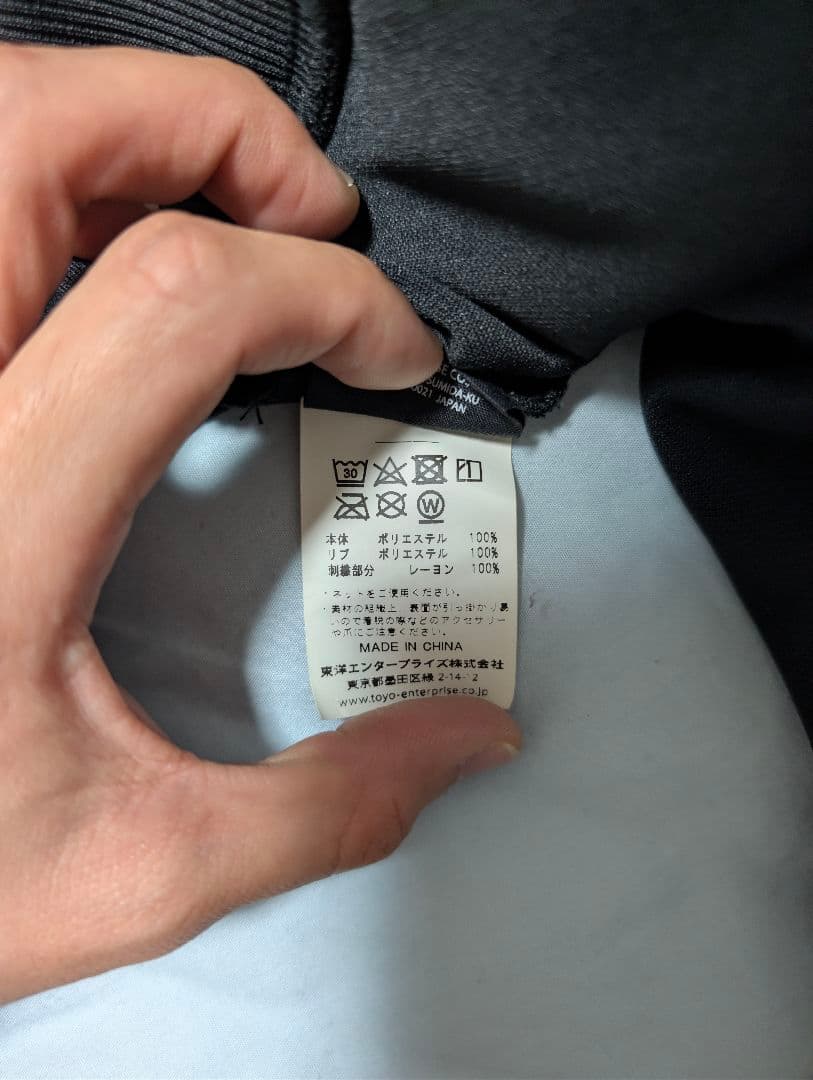 E CO.,
SUMIDA-KU
0021 JAPAN
30
W
本体 ポリエステル 100%
リブ ポリエステル 100%
刺繍部分 レーヨン 100%
・ネットをご使用ください。
・素材の組織上、表面が引っ掛かり易
いので着脱の際などのアクセサリー
や爪にご注意ください。
MADE IN CHINA
東洋エンタープライズ株式会社
東京都墨田区緑 2-14-12
www.toyo-enterprise.co.jp